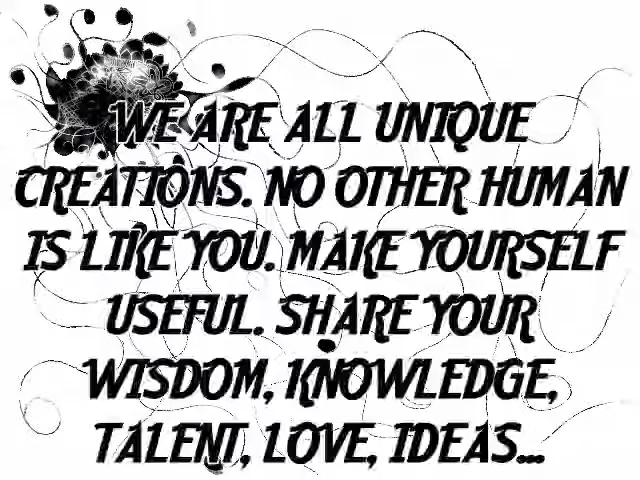 WE ARE ALL UNIQUE
CREATIONS. NO OTHER HUMAN
IS LIKE YOU. MAKE YOURSELF
USEFUL. SHARE YOUR
WISDOM, KNOWLEDGE,
TALENT, LOVE, IDEAS...